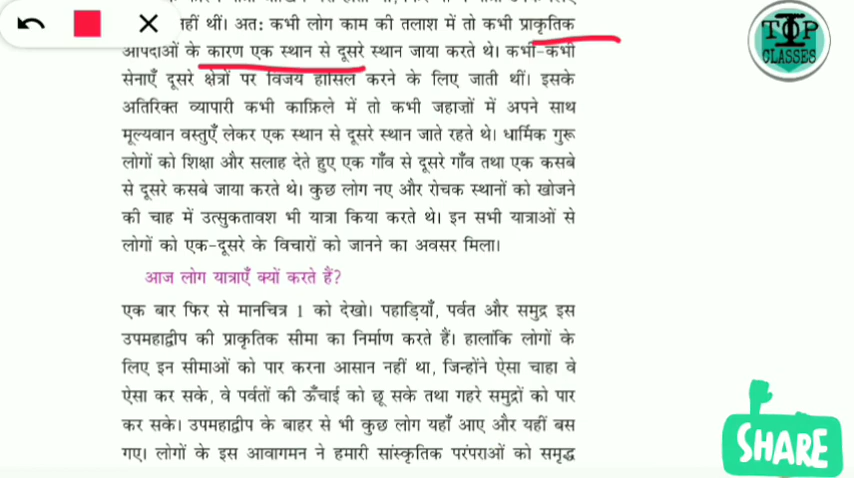 नहीं थीं। अत: कभी लोग काम की तलाश में तो कभी प्राकृतिक
आपदाओं के कारण एक स्थान से दूसरे स्थान जाया करते थे। कभी-कभी
सेनाएँ दूसरे क्षेत्रों पर विजय हासिल करने के लिए जाती थीं। इसके
अतिरिक्त व्यापारी कभी काफ़िले में तो कभी जहाज़ों में अपने साथ
मूल्यवान वस्तुएँ लेकर एक स्थान से दूसरे स्थान जाते रहते थे। धार्मिक गुरू
लोगों को शिक्षा और सलाह देते हुए एक गाँव से दूसरे गाँव तथा एक कसबे
से दूसरे कसबे जाया करते थे। कुछ लोग नए और रोचक स्थानों को खोजने
की चाह में उत्सुकतावश भी यात्रा किया करते थे। इन सभी यात्राओं से
लोगों को एक-दूसरे के विचारों को जानने का अवसर मिला।
आज लोग यात्राएँ क्यों करते हैं?
एक बार फिर से मानचित्र 1 को देखो। पहाड़ियाँ, पर्वत और समुद्र इस
उपमहाद्वीप की प्राकृतिक सीमा का निर्माण करते हैं। हालांकि लोगों के
लिए इन सीमाओं को पार करना आसान नहीं था, जिन्होंने ऐसा चाहा वे
ऐसा कर सके, वे पर्वतों की ऊँचाई को छू सके तथा गहरे समुद्रों को पार
कर सके। उपमहाद्वीप के बाहर से भी कुछ लोग यहाँ आए और यहीं बस
गए। लोगों के इस आवागमन ने हमारी सांस्कृतिक परंपराओं को समृद्ध
TOP
CLASSES
SHARE